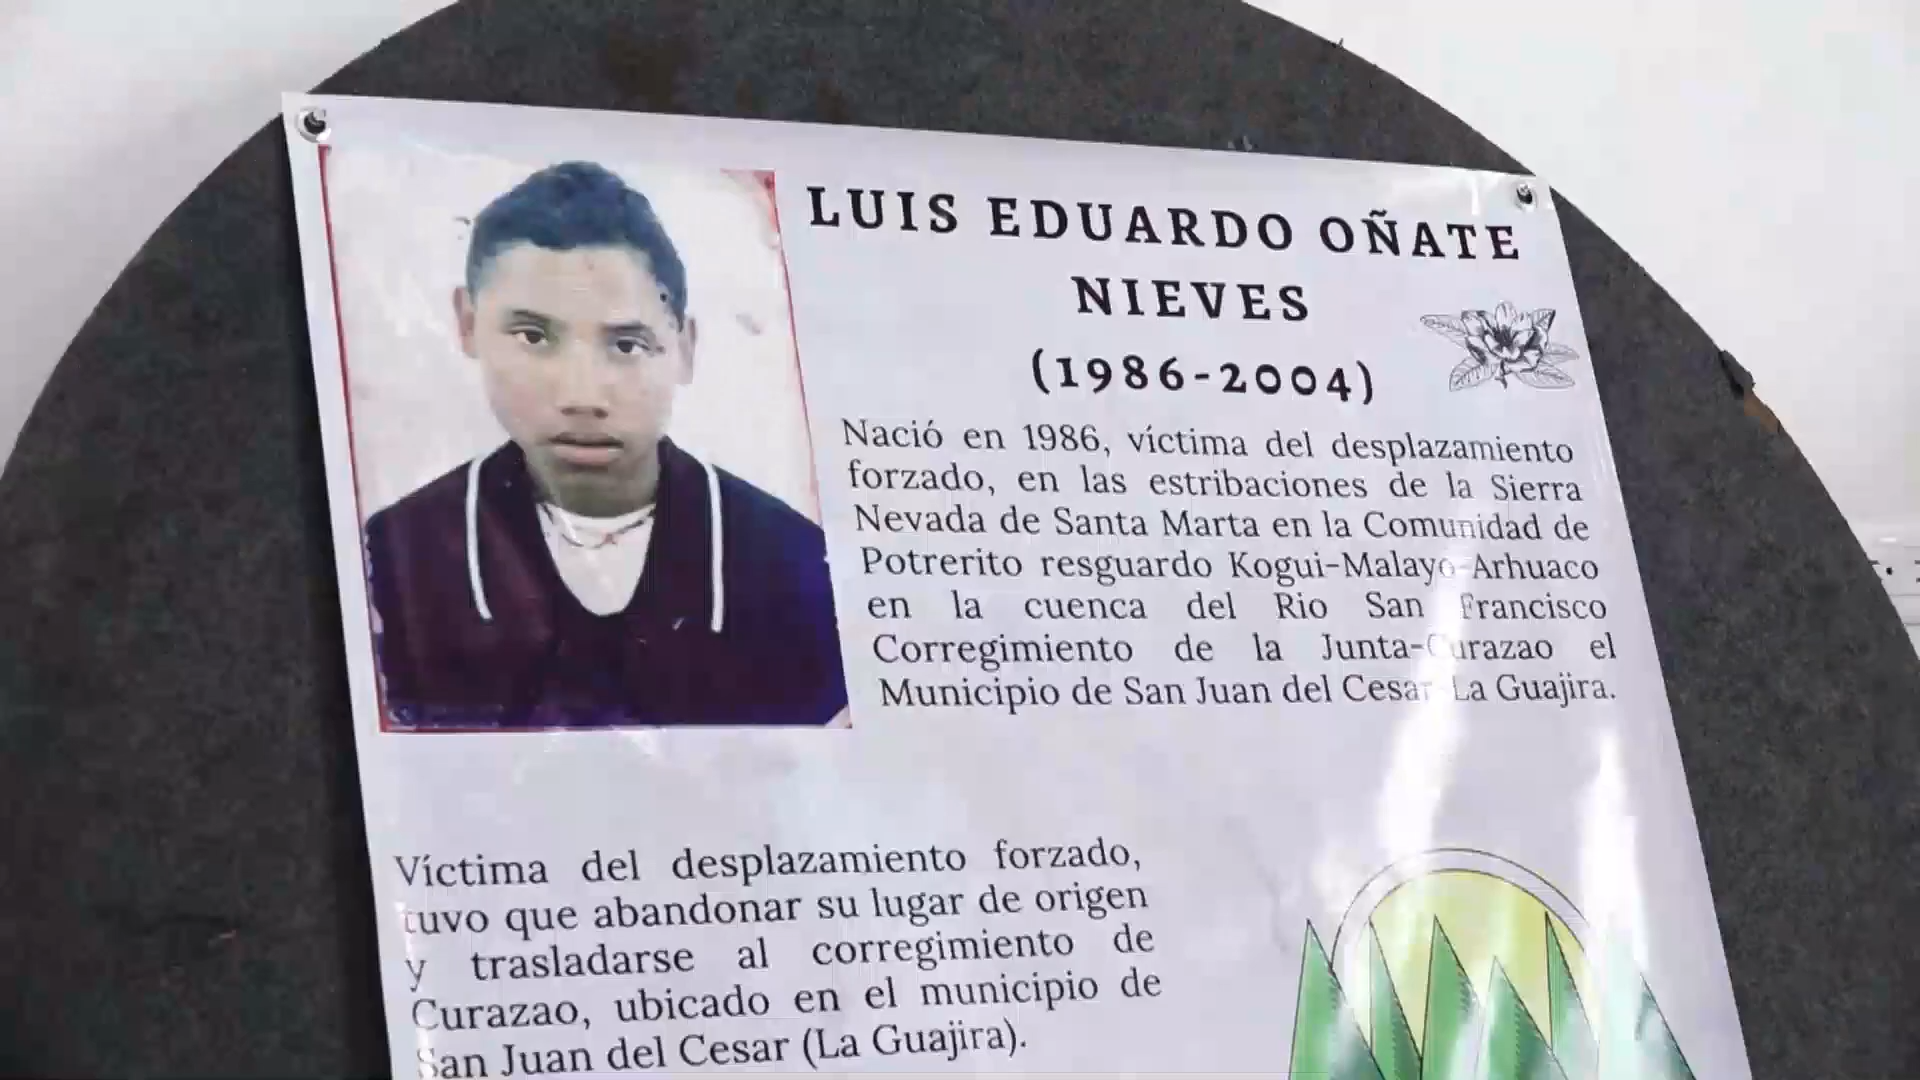 LUIS EDUARDO OÑATE
NIEVES
(1986-2004)
Nació en 1986, víctima del desplazamiento
forzado, en las estribaciones de la Sierra
Nevada de Santa Marta en la Comunidad de
Potrerito resguardo Kogui-Malayo-Arhuaco
en la cuenca del Rio San Francisco
Corregimiento de la Junta-Curazao el
Municipio de San Juan del Cesar-La Guajira.
Víctima del desplazamiento forzado,
tuvo que abandonar su lugar de origen
y trasladarse al corregimiento de
Curazao, ubicado en el municipio de
San Juan del Cesar (La Guajira).